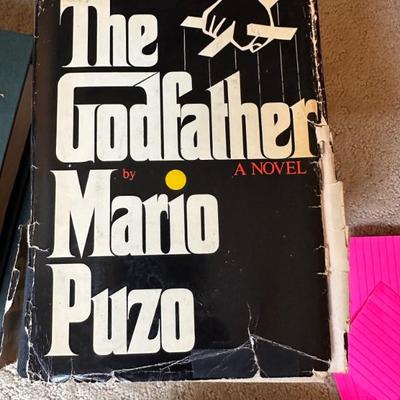 The
Godfather
by A NOVEL
Mario
Puzo